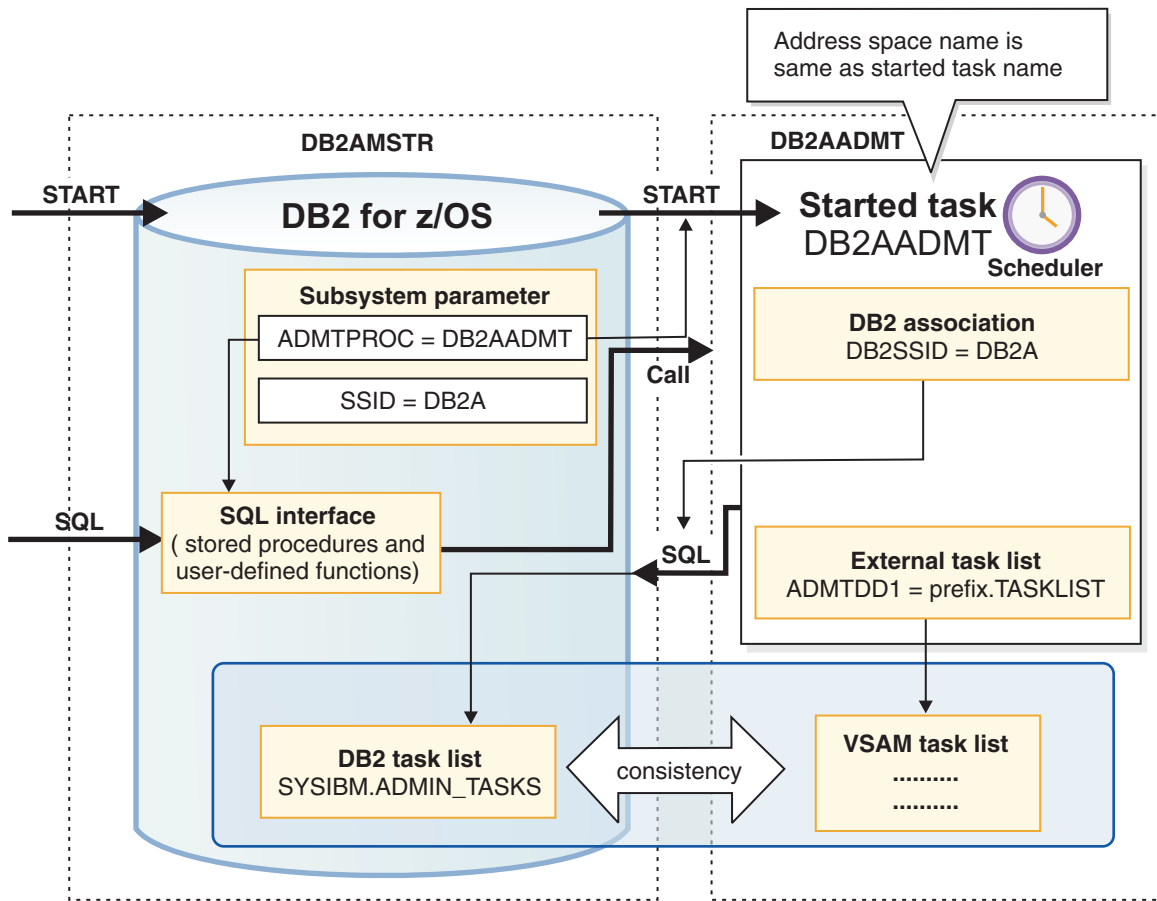 Address space name is
same as started task name
DB2AMSTR
DB2AADMT
START
DB2 for z/OS
START
Started task
DB2AADMT
Scheduler
Subsystem parameter
ADMTPROC = DB2AADMT
SSID = DB2A
Call
DB2 association
DB2SSID = DB2A
SQL
SQL interface
( stored procedures and
user-defined functions)
SQL
External task list
ADMTDD1 = prefix.TASKLIST
DB2 task list
SYSIBM.ADMIN_TASKS
consistency
VSAM task list
..........
..........